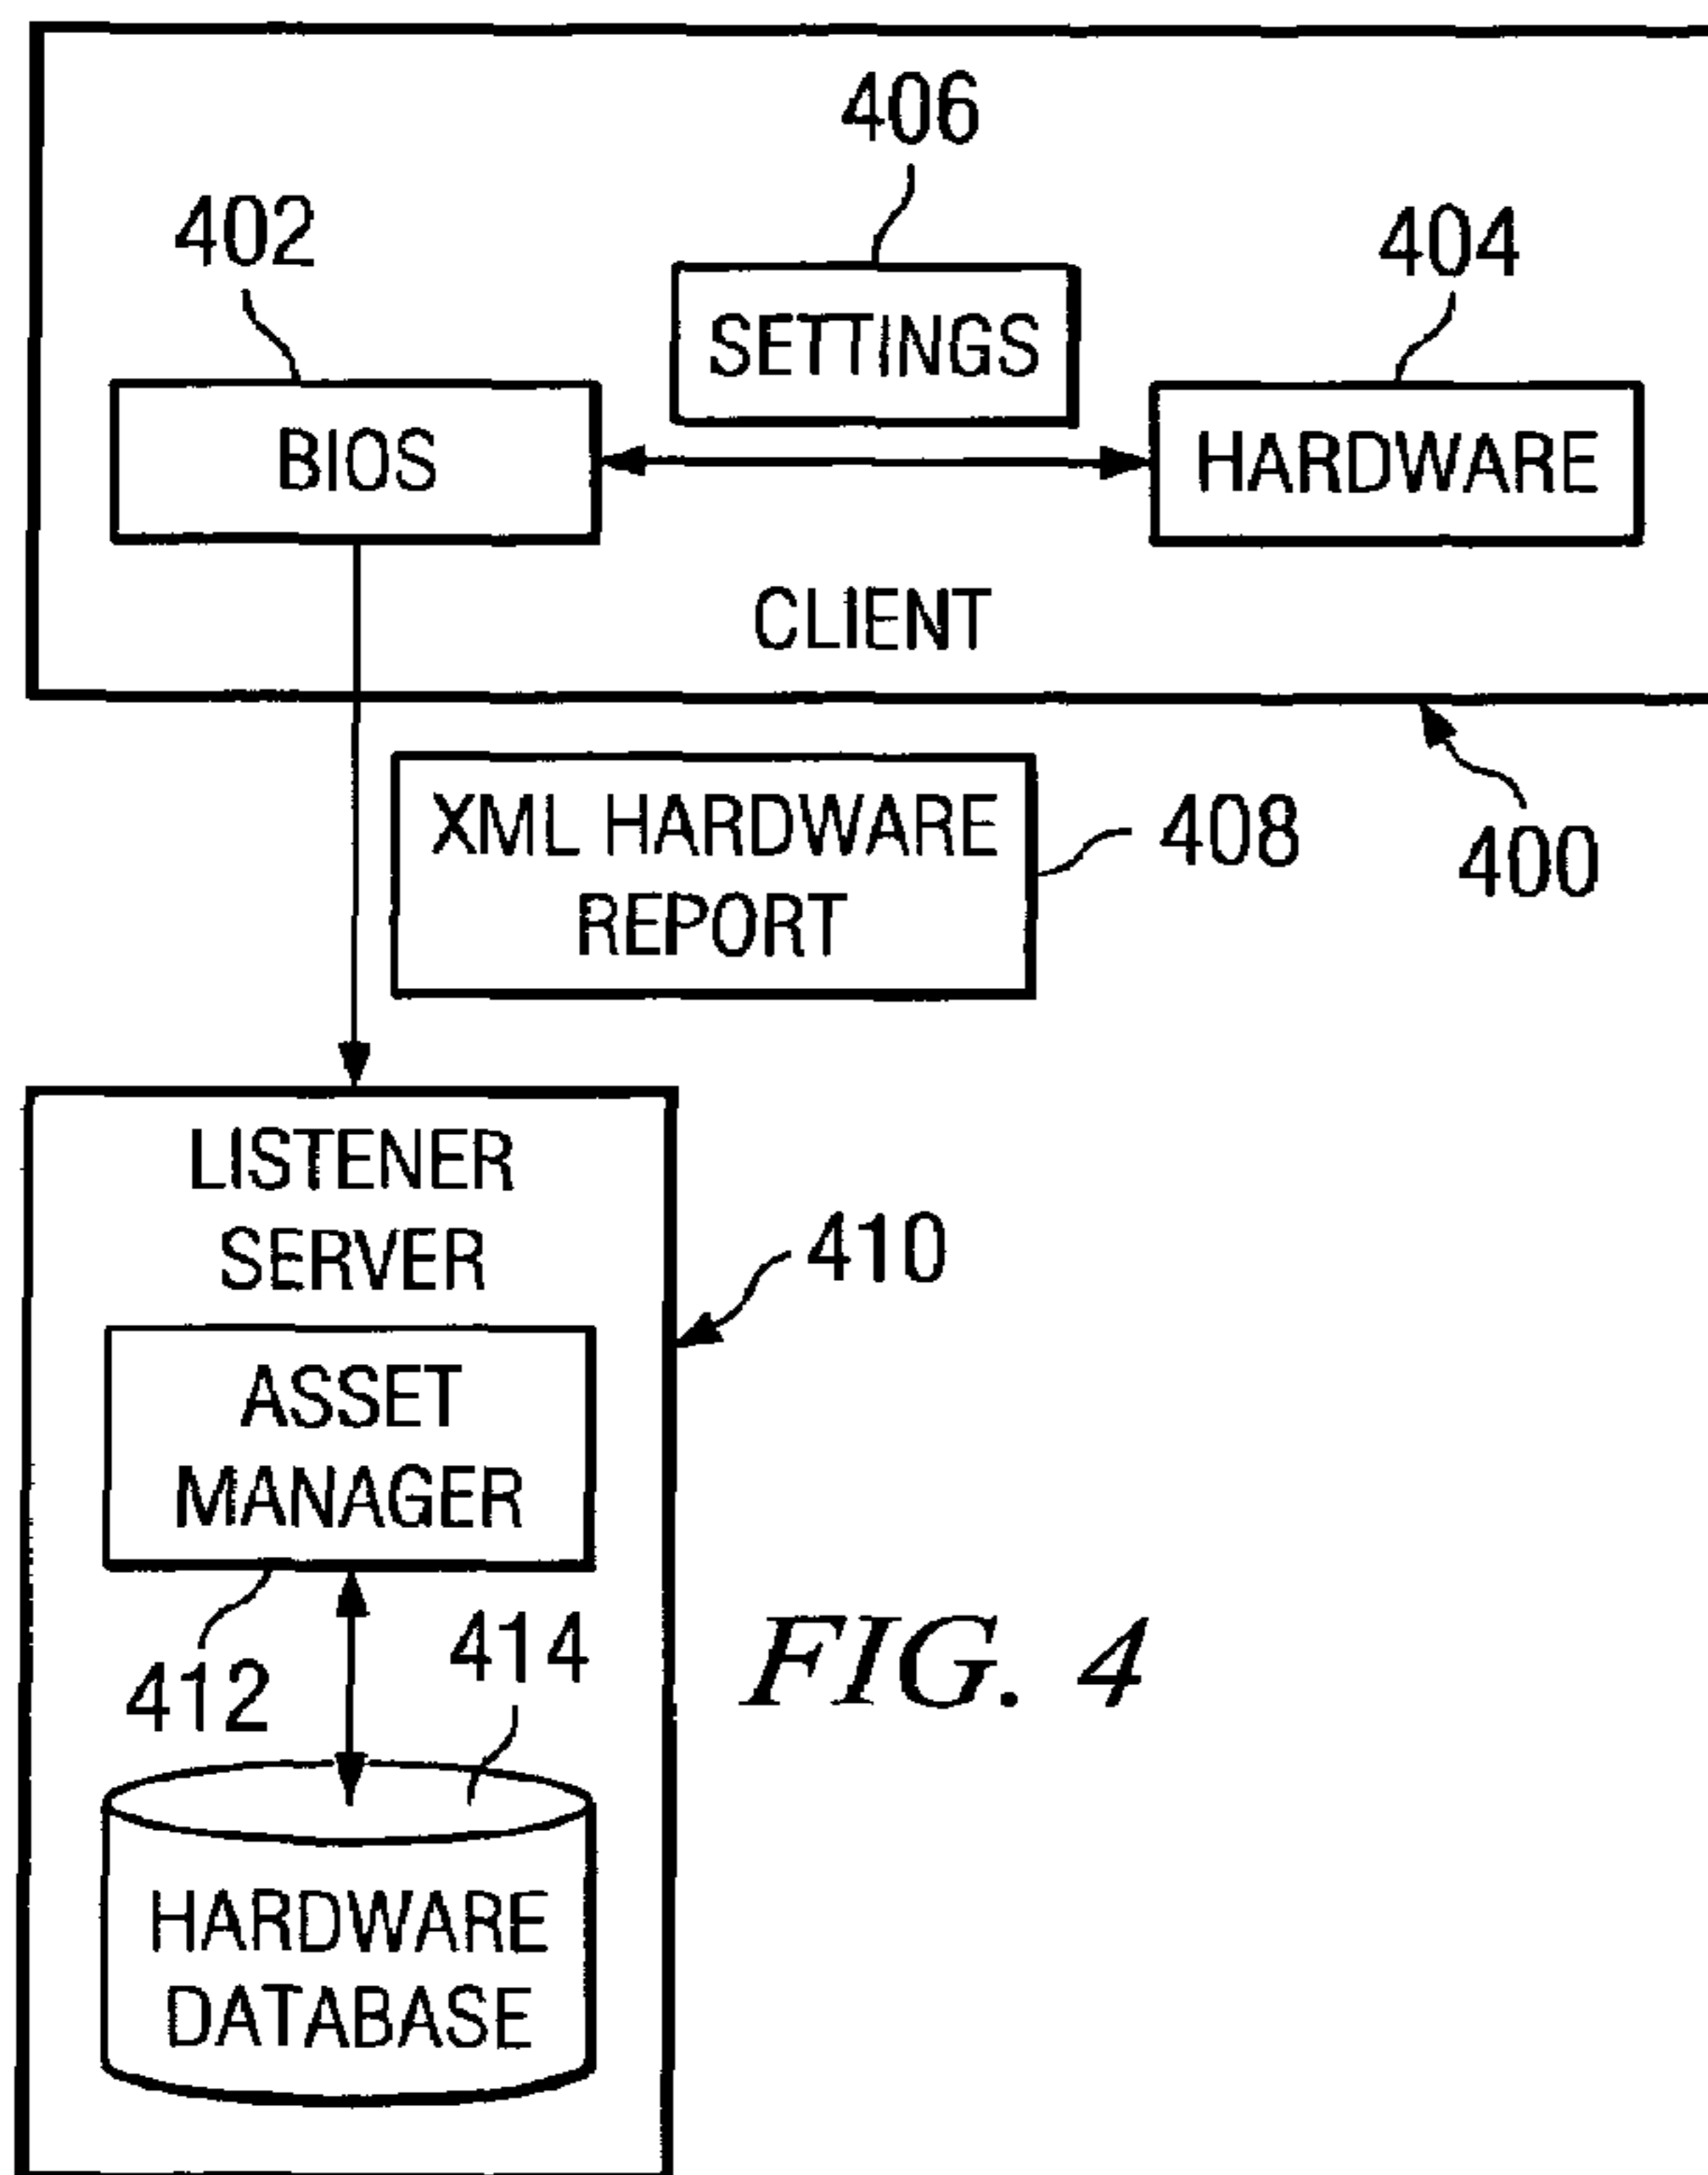 406
402
404
SETTINGS
BIOS
HARDWARE
CLIENT
XML HARDWARE
REPORT
408
400
LISTENER
SERVER
410
ASSET
MANAGER
412
414
FIG. 4
HARDWARE
DATABASE